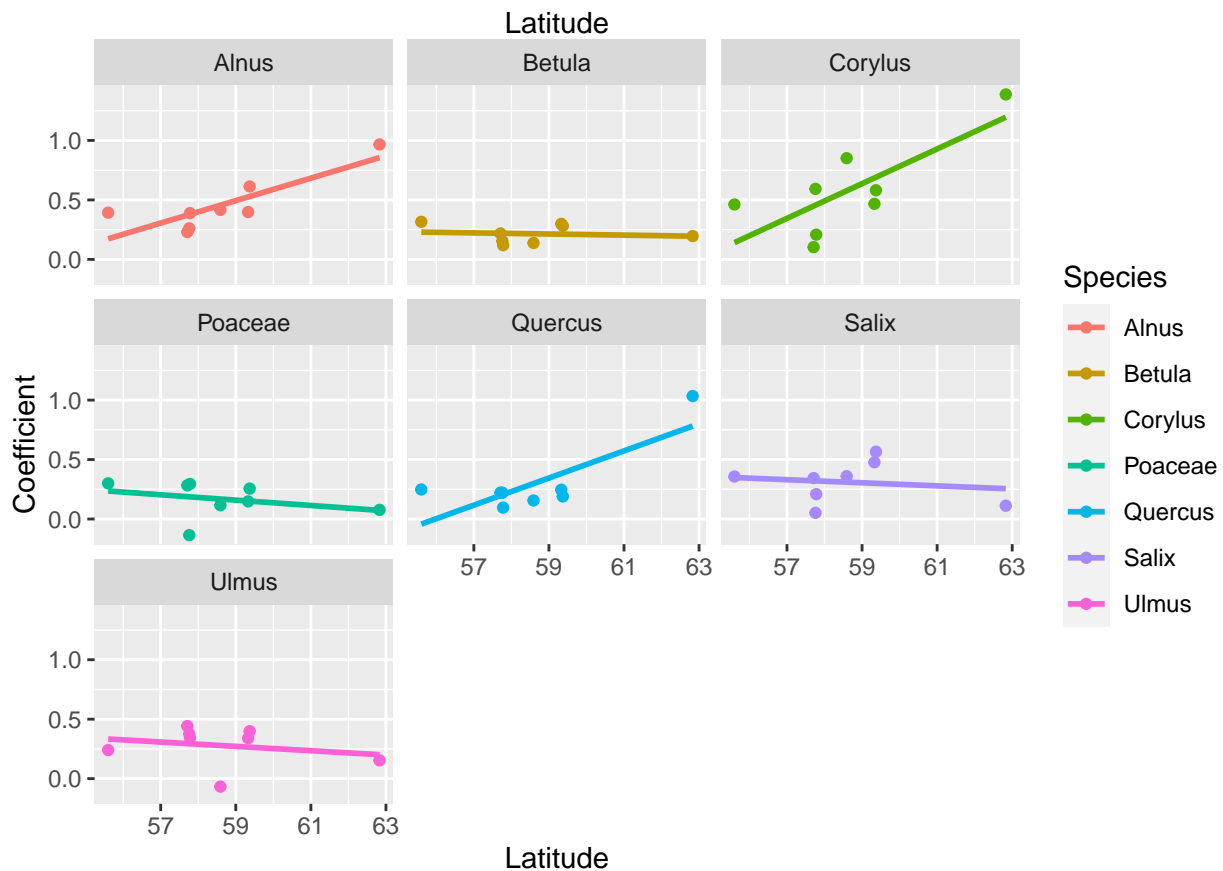 Latitude
Alnus Betula Corylus
1.0
0.5
0.0
Poaceae Quercus Salix
1.0
0.5
0.0
57 59 61 63 57 59 61 63
Ulmus
1.0
0.5
0.0
57 59 61 63
Latitude
Coefficient
Species
Alnus
Betula
Corylus
Poaceae
Quercus
Salix
Ulmus